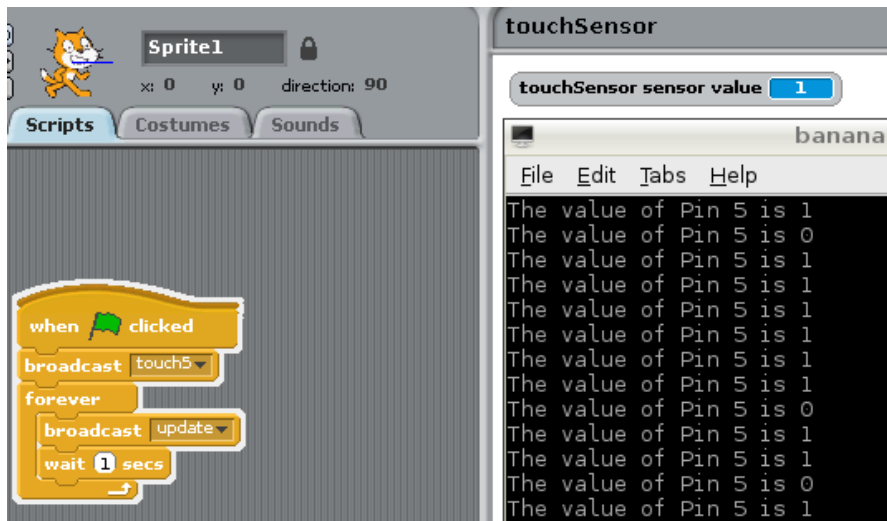 Sprite1
x: 0 y: 0 direction: 90
Scripts Costumes Sounds
when clicked
broadcast touch5
forever
broadcast update
wait 1 secs
touchSensor
touchSensor sensor value 1
banana
File Edit Tabs Help
The value of Pin 5 is 1
The value of Pin 5 is 0
The value of Pin 5 is 1
The value of Pin 5 is 1
The value of Pin 5 is 1
The value of Pin 5 is 1
The value of Pin 5 is 1
The value of Pin 5 is 1
The value of Pin 5 is 0
The value of Pin 5 is 1
The value of Pin 5 is 1
The value of Pin 5 is 0
The value of Pin 5 is 1